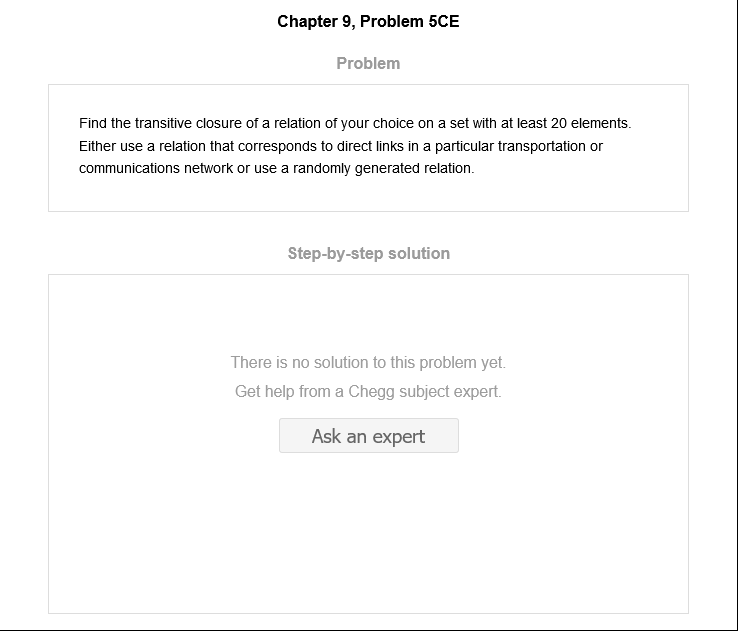 Chapter 9, Problem 5CE
Problem
Find the transitive closure of a relation of your choice on a set with at least 20 elements.
Either use a relation that corresponds to direct links in a particular transportation or
communications network or use a randomly generated relation.
Step-by-step solution
There is no solution to this problem yet.
Get help from a Chegg subject expert.
Ask an expert